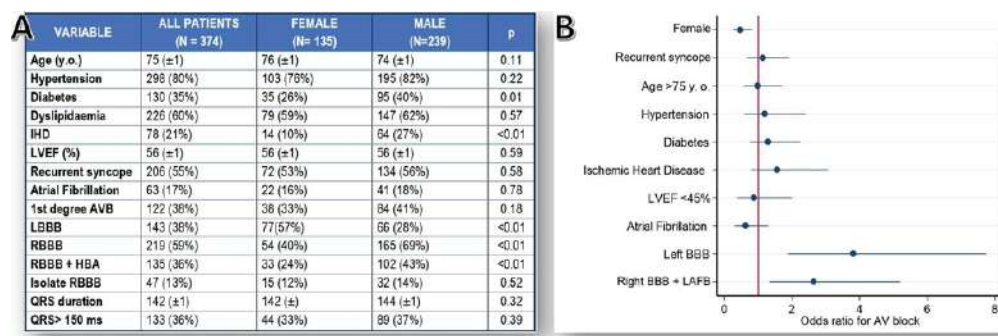 A
VARIABLE ALL PATIENTS (N = 374) FEMALE (N= 135) MALE (N=239) p
Age (y.o.) 75 (±1) 76 (±1) 74 (±1) 0.11
Hypertension 298 (80%) 103 (76%) 195 (82%) 0.22
Diabetes 130 (35%) 35 (26%) 95 (40%) 0.01
Dyslipidaemia 226 (60%) 79 (59%) 147 (62%) 0.57
IHD 78 (21%) 14 (10%) 64 (27%) <0.01
LVEF (%) 56 (±1) 56 (±1) 56 (±1) 0.59
Recurrent syncope 206 (55%) 72 (53%) 134 (56%) 0.58
Atrial Fibrillation 63 (17%) 22 (16%) 41 (18%) 0.78
1st degree AVB 122 (38%) 38 (33%) 84 (41%) 0.18
LBBB 143 (38%) 77(57%) 66 (28%) <0.01
RBBB 219 (59%) 54 (40%) 165 (69%) <0.01
RBBB + HBA 135 (36%) 33 (24%) 102 (43%) <0.01
Isolate RBBB 47 (13%) 15 (12%) 32 (14%) 0.52
QRS duration 142 (±1) 142 (±) 144 (±1) 0.32
QRS> 150 ms 133 (36%) 44 (33%) 89 (37%) 0.39
B
Female
Recurrent syncope
Age >75 y. o.
Hypertension
Diabetes
Ischemic Heart Disease
LVEF <45%
Atrial Fibrillation
Left BBB
Right BBB + LAFB
0 2 4 6 8
Odds ratio for AV block